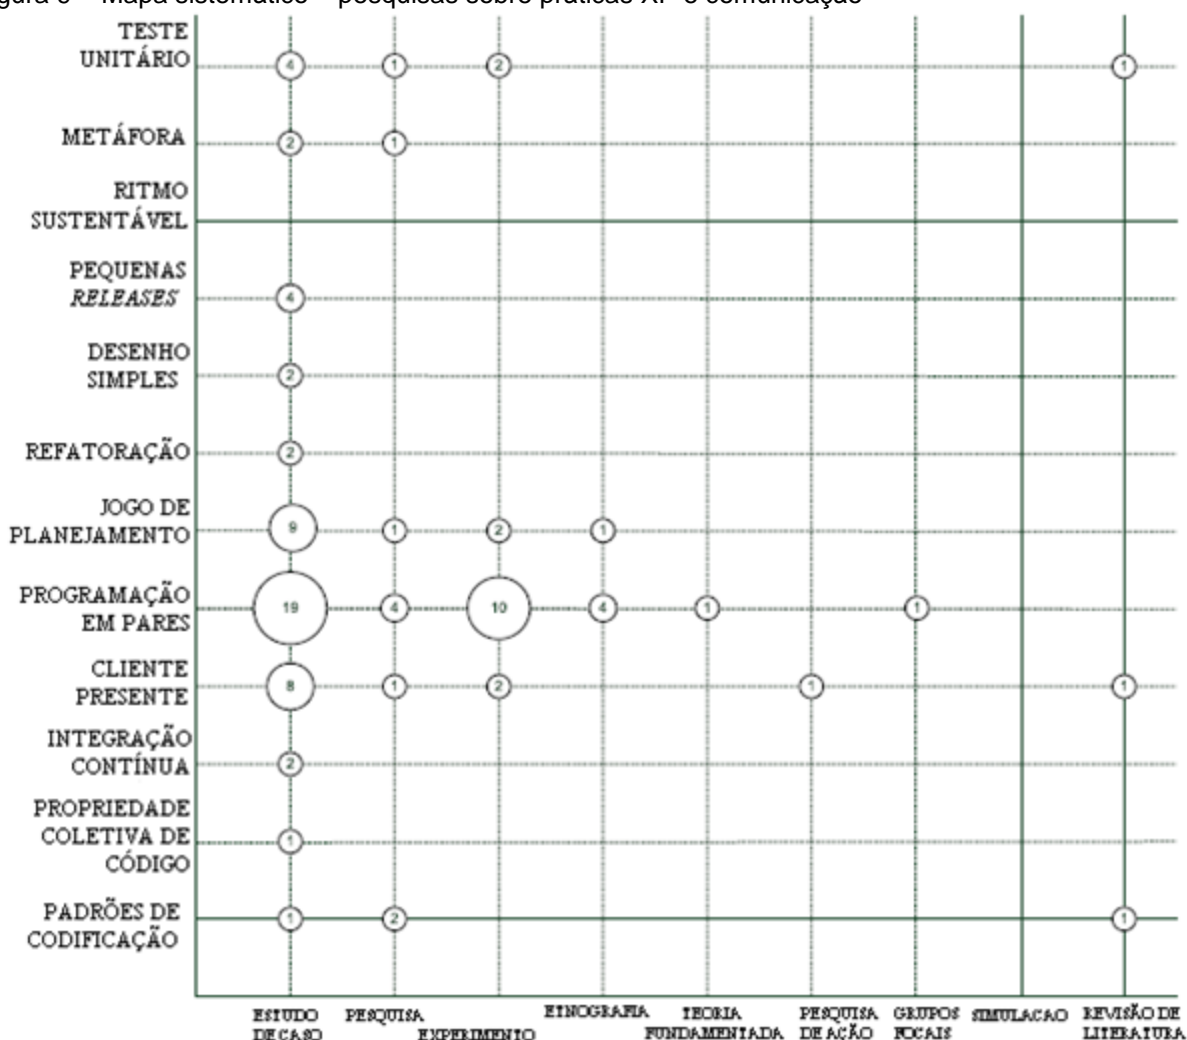 gura 6 – Mapa sistemático – pesquisas sobre práticas XP e comunicação
TESTE
UNITÁRIO
4 1 2 1
METÁFORA
2 1
RITMO
SUSTENTÁVEL
PEQUENAS
RELEASES
4
DESENHO
SIMPLES
2
REFATORAÇÃO
2
JOGO DE
PLANEJAMENTO
9 1 2 1
PROGRAMAÇÃO
EM PARES
19 4 10 4 1 1
CLIENTE
PRESENTE
8 1 2 1 1
INTEGRAÇÃO
CONTÍNUA
2
PROPRIEDADE
COLETIVA DE
CÓDIGO
1
PADRÕES DE
CODIFICAÇÃO
1 2 1
ESTUDO
DE CASO
PESQUISA
EXPERIMENTO
ETNOGRAFIA
TEORIA
FUNDAMENTADA
PESQUISA
DE AÇÃO
GRUPOS
FOCAIS
SIMULACAO
REVISÃO DE
LITERATURA